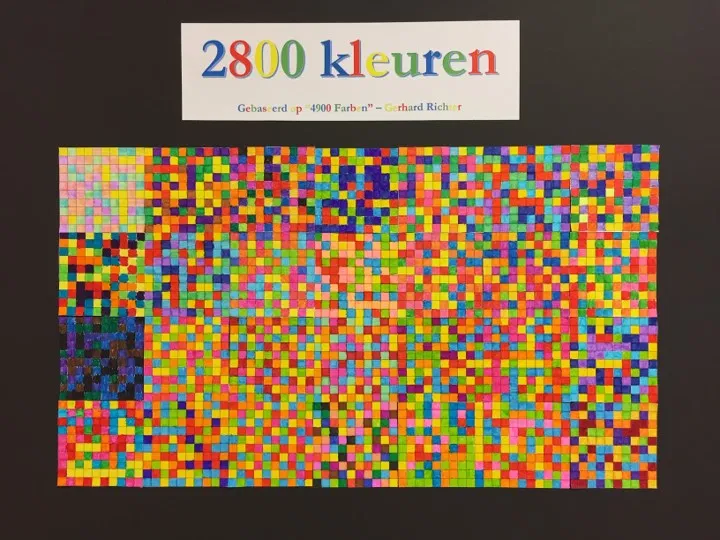 2800 kleuren
Gebaseerd op "4900 Farben" – Gerhard Richter